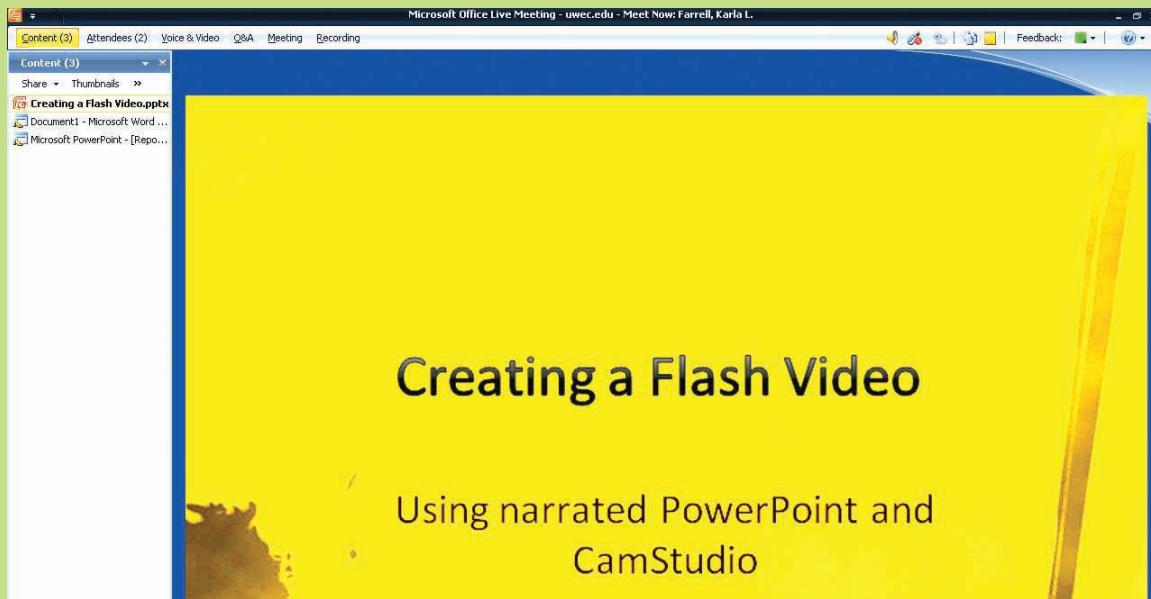 Microsoft Office Live Meeting - uwec.edu - Meet Now: Farrell, Karla L.
Content (3) Attendees (2) Voice & Video Q&A Meeting Recording Feedback:
Content (3)
Share Thumbnails »
Creating a Flash Video.pptx
Document1 - Microsoft Word ...
Microsoft PowerPoint - [Repo...
Creating a Flash Video
Using narrated PowerPoint and
CamStudio